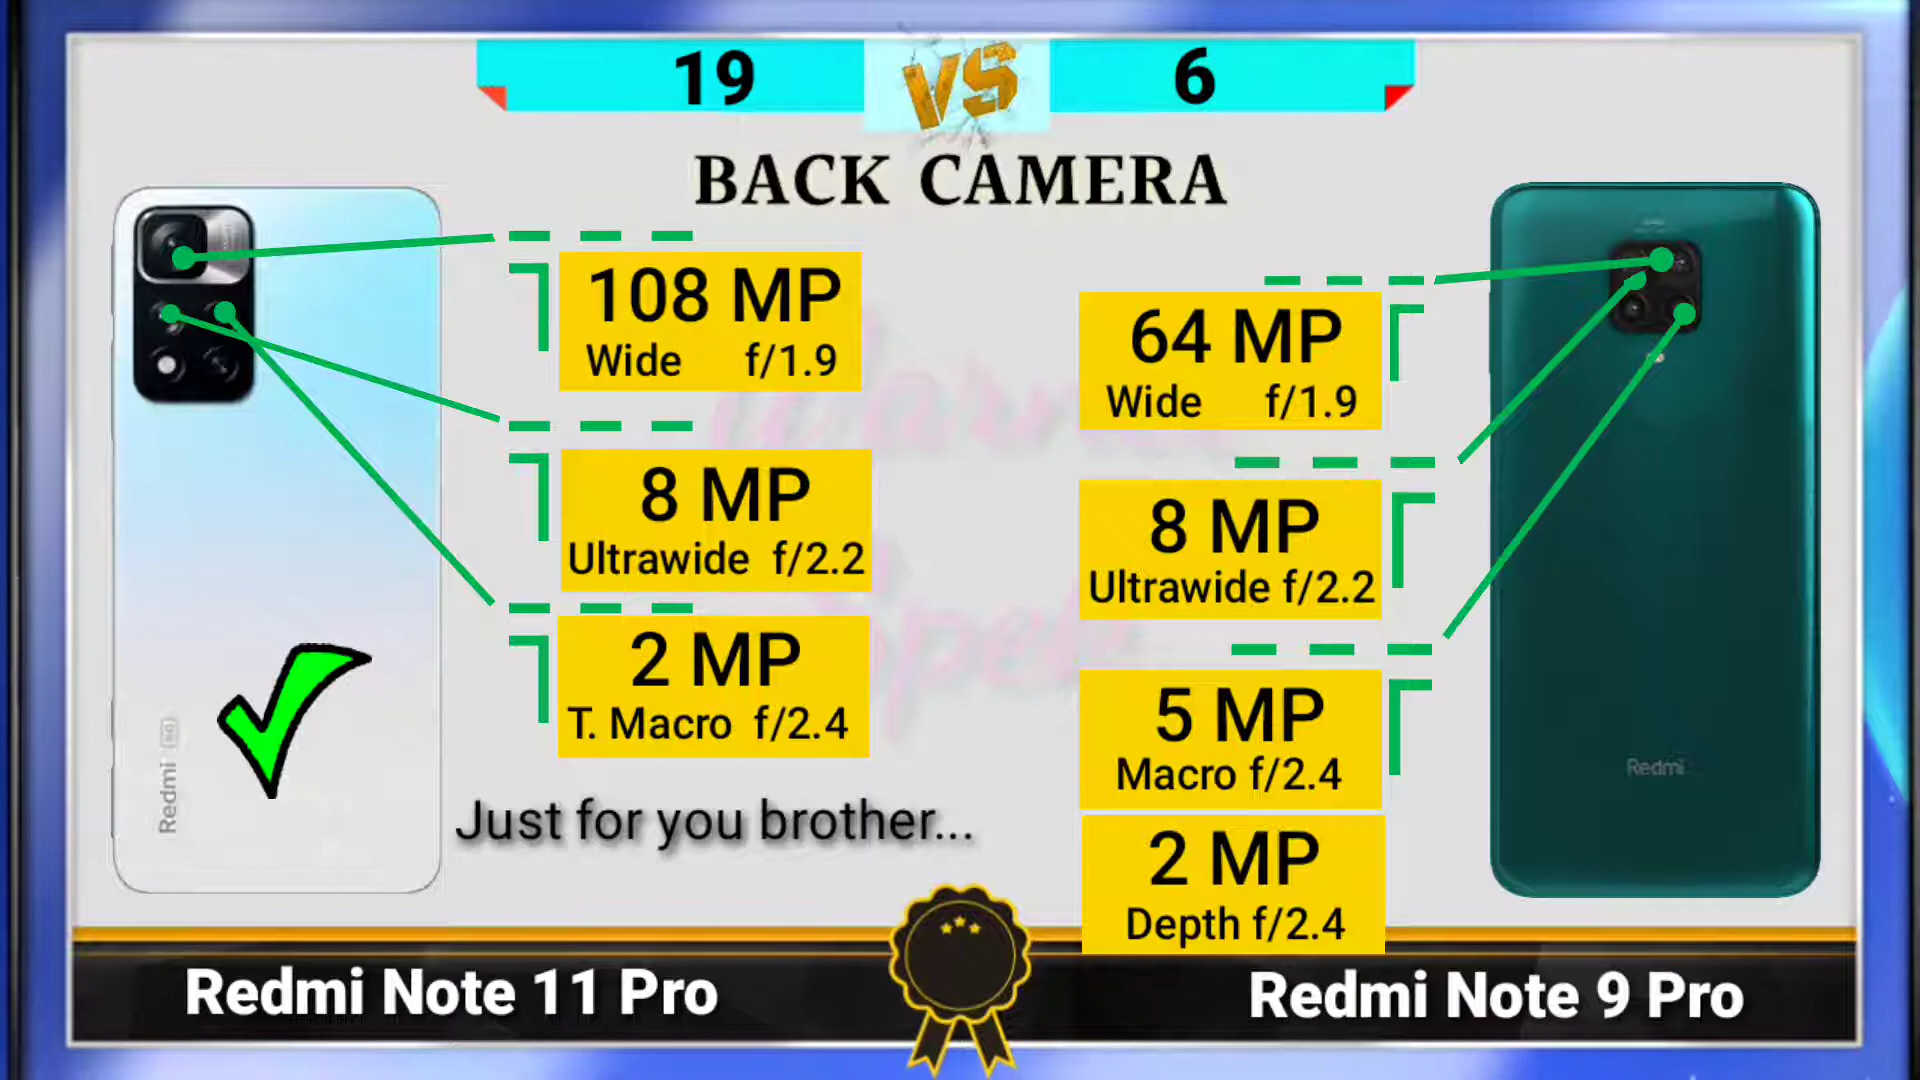 19 VS 6
BACK CAMERA
108 MP
Wide f/1.9
8 MP
Ultrawide f/2.2
2 MP
T. Macro f/2.4
Just for you brother...
64 MP
Wide f/1.9
8 MP
Ultrawide f/2.2
5 MP
Macro f/2.4
2 MP
Depth f/2.4
Redmi
Redmi
Redmi Note 11 Pro
Redmi Note 9 Pro